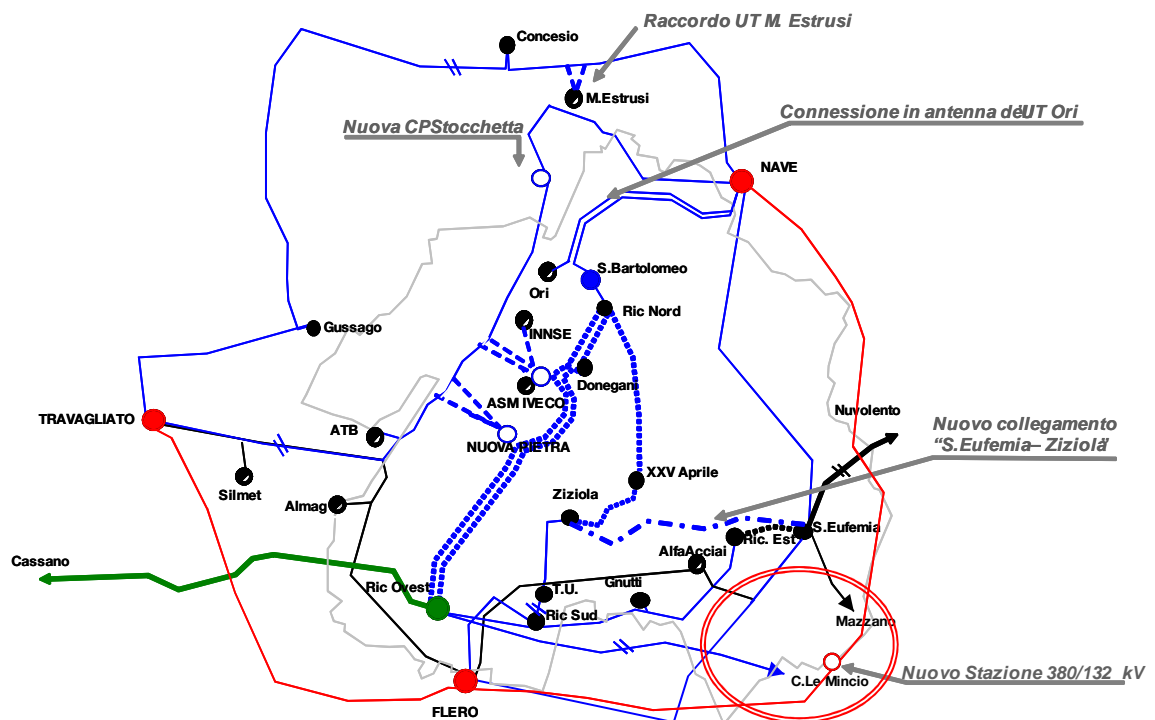 Raccordo UT M. Estrusi
Concesio
M.Estrusi
Connessione in antenna dell'UT Ori
Nuova CPStocchetta
NAVE
S.Bartolomeo
Ori
Ric Nord
Gussago
INNSE
Donegani
ASM IVECO
TRAVAGLIATO
ATB
Nuvolento
Nuovo collegamento
"S.Eufemia– Ziziola"
NUOVA PIETRA
XXV Aprile
Silmet
Almag
Ziziola
S.Eufemia
Ric. Est
AlfaAcciai
Cassano
Ric Ovest
T.U.
Gnutti
Ric Sud
Mazzano
Nuovo Stazione 380/132 kV
C.Le Mincio
FLERO